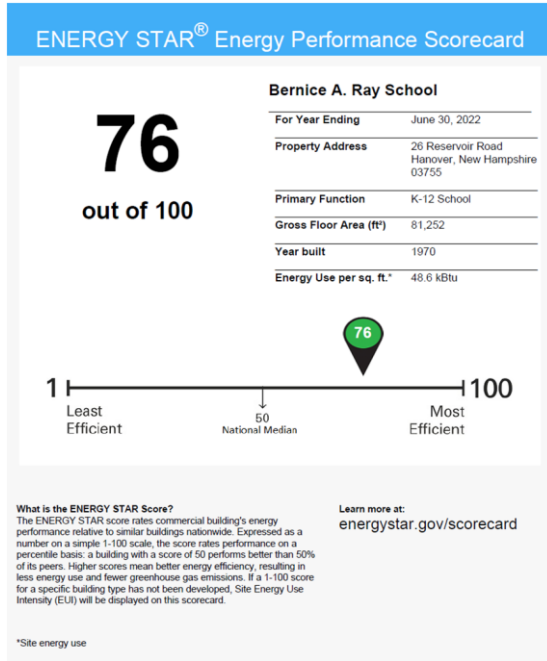 ENERGY STAR® Energy Performance Scorecard
76
out of 100
Bernice A. Ray School
For Year Ending June 30, 2022
Property Address 26 Reservoir Road
Hanover, New Hampshire
03755
Primary Function K-12 School
Gross Floor Area (ft²) 81,252
Year built 1970
Energy Use per sq. ft.* 48.6 kBtu
76
1 100
Least
Efficient
50
National Median
Most
Efficient
What is the ENERGY STAR Score?
The ENERGY STAR score rates commercial building's energy
performance relative to similar buildings nationwide. Expressed as a
number on a simple 1-100 scale, the score rates performance on a
percentile basis: a building with a score of 50 performs better than 50%
of its peers. Higher scores mean better energy efficiency, resulting in
less energy use and fewer greenhouse gas emissions. If a 1-100 score
for a specific building type has not been developed, Site Energy Use
Intensity (EUI) will be displayed on this scorecard.
Learn more at:
energystar.gov/scorecard
*Site energy use